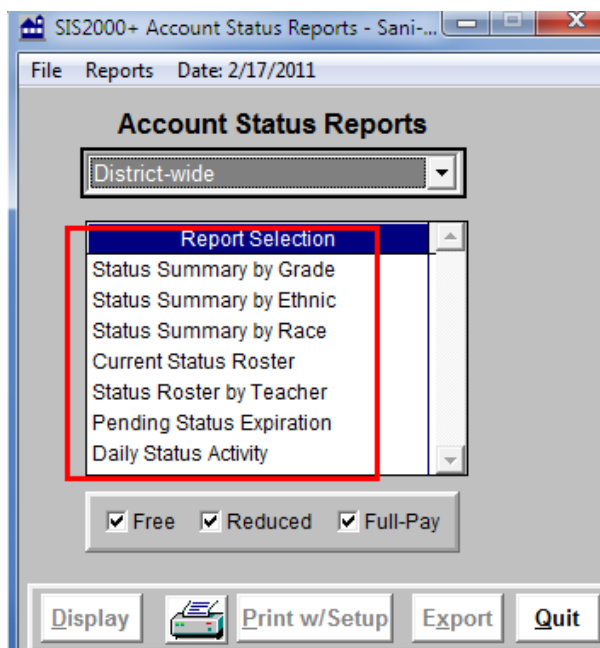 SIS2000+ Account Status Reports - Sani-...
File Reports Date: 2/17/2011
Account Status Reports
District-wide
Report Selection
Status Summary by Grade
Status Summary by Ethnic
Status Summary by Race
Current Status Roster
Status Roster by Teacher
Pending Status Expiration
Daily Status Activity
Free Reduced Full-Pay
Display Print w/Setup Export Quit